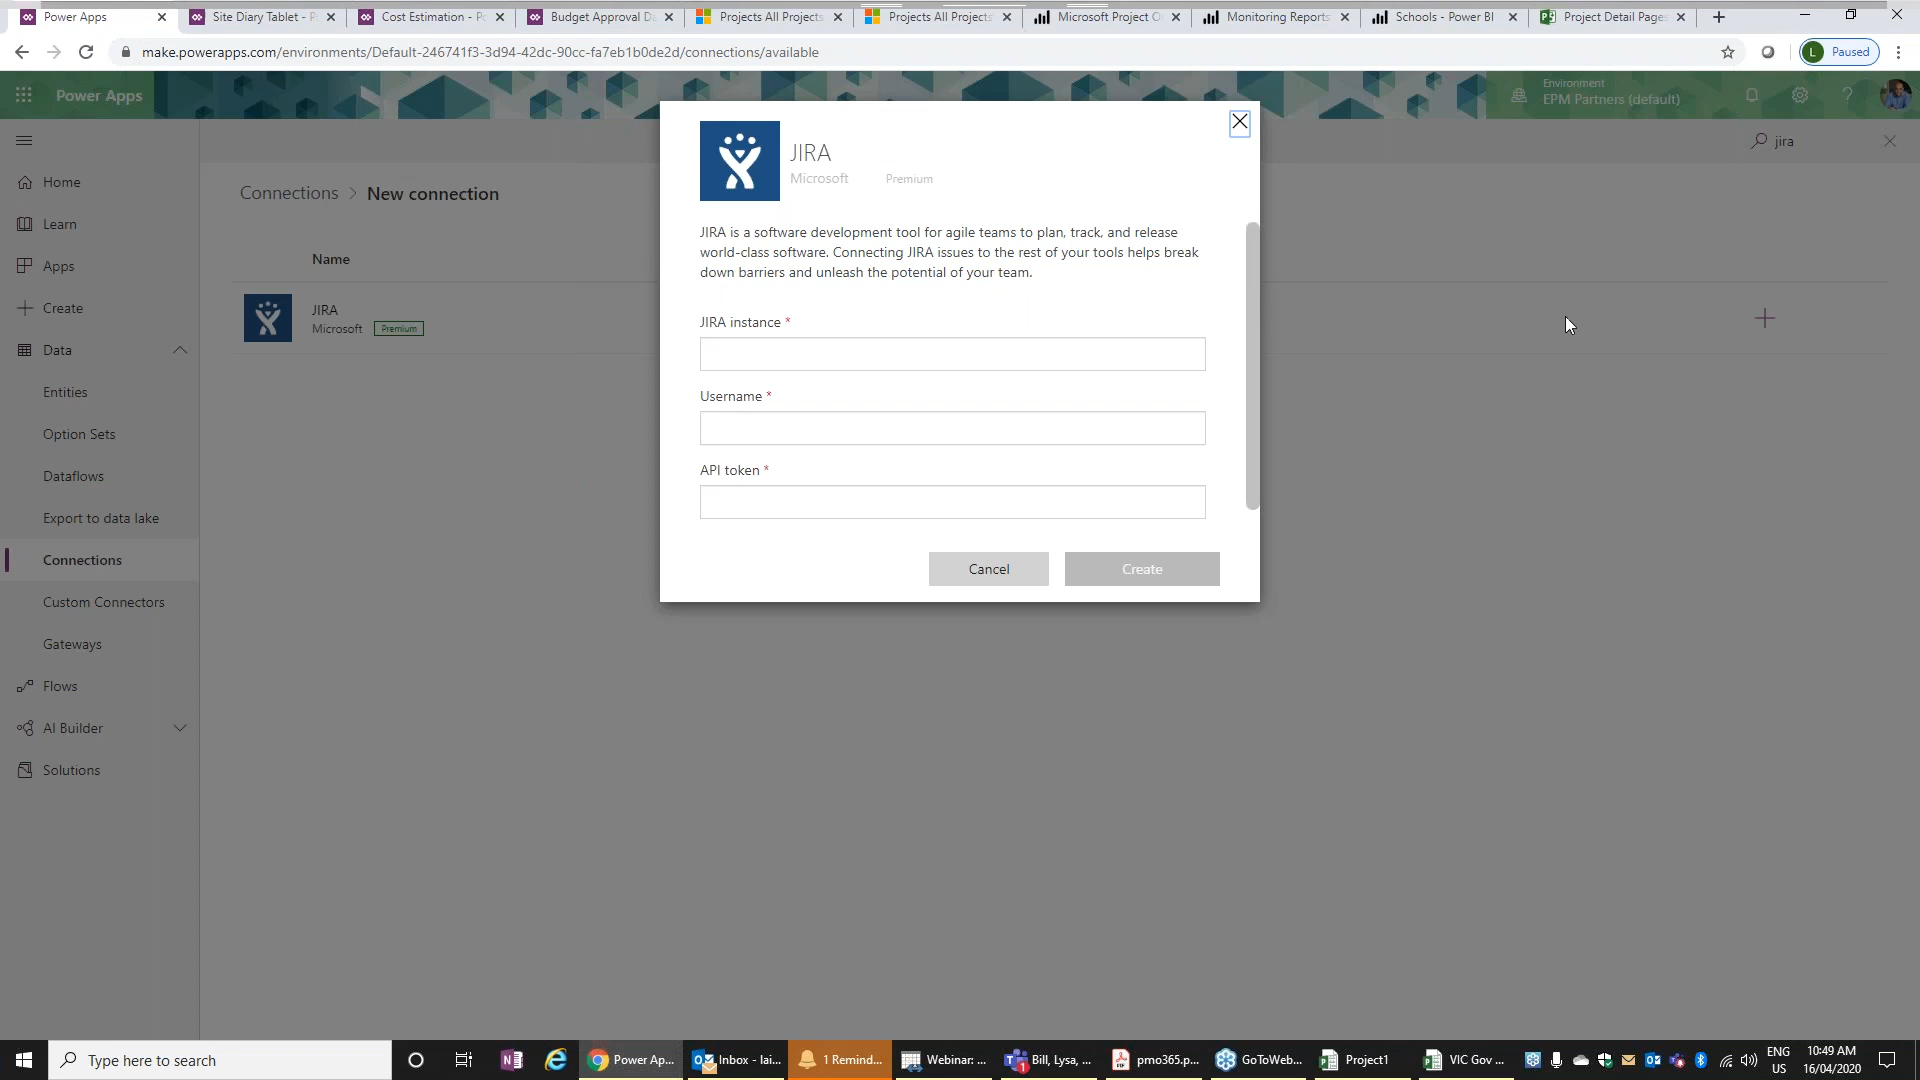 Power Apps
Site Diary Tablet - P
Cost Estimation - Po
Budget Approval Da
Projects All Projects
Projects All Projects
Microsoft Project O
Monitoring Reports
Schools - Power BI
Project Detail Pages
make.powerapps.com/environments/Default-246741f3-3d94-42dc-90cc-fa7eb1b0de2d/connections/available
L Paused
Power Apps
Environment
EPM Partners (default)
?
jira
Home
Learn
Apps
Create
Data
Entities
Option Sets
Dataflows
Export to data lake
Connections
Custom Connectors
Gateways
Flows
AI Builder
Solutions
Connections > New connection
Name
JIRA
Microsoft Premium
JIRA
Microsoft Premium
JIRA is a software development tool for agile teams to plan, track, and release
world-class software. Connecting JIRA issues to the rest of your tools helps break
down barriers and unleash the potential of your team.
JIRA instance *
Username *
API token *
Cancel
Create
Type here to search
Power Ap...
Inbox - lai...
1 Remind...
Webinar: ...
Bill, Lysa, ...
pmo365.p...
GoToWeb...
Project1
VIC Gov ...
ENG
US
10:49 AM
16/04/2020